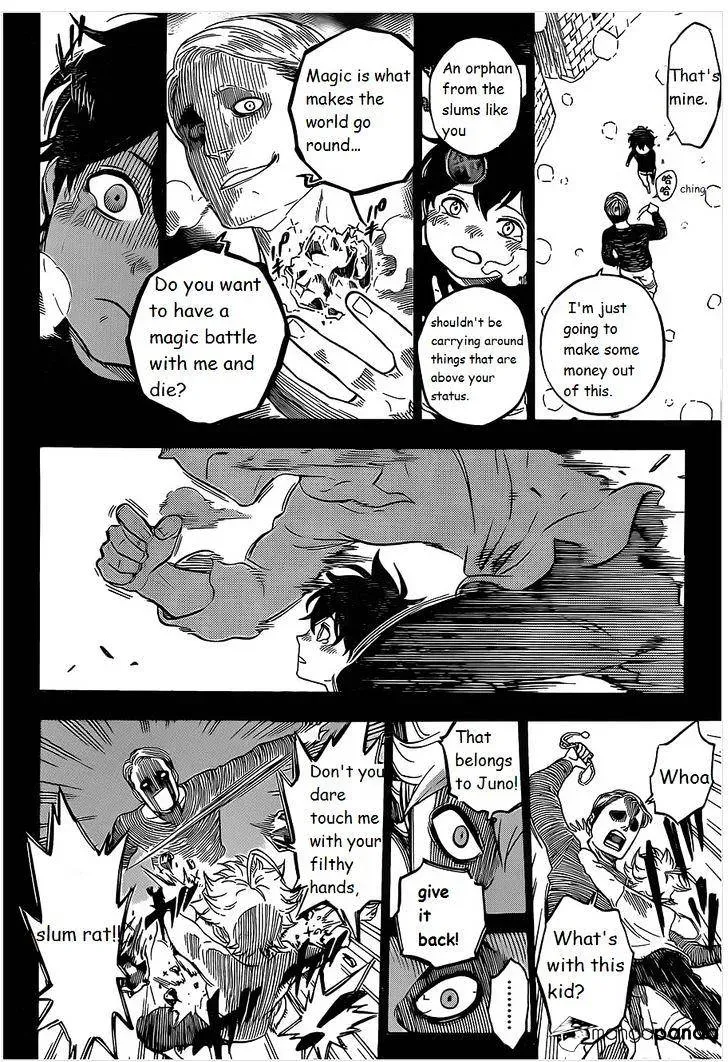 That's
mine.
哈
哈
ching
I'm just
going to
make some
money out
of this.
An orphan
from the
slums like
you
shouldn't be
carrying around
things that are
above your
status.
Magic is what
makes the
world go
round...
Do you want
to have a
magic battle
with me and
die?
Whoa
What's
with this
kid?
That
belongs
to Juno!
give
it
back!
.......
Don't you
dare
touch me
with your
filthy
hands,
slum rat!!
mangapanda